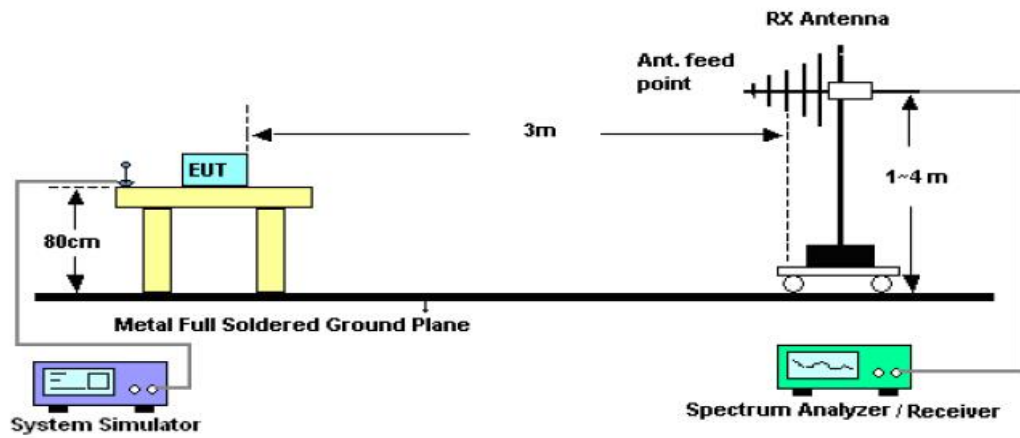 RX Antenna
Ant. feed
point
3m
EUT
1~4 m
80cm
Metal Full Soldered Ground Plane
System Simulator
Spectrum Analyzer / Receiver